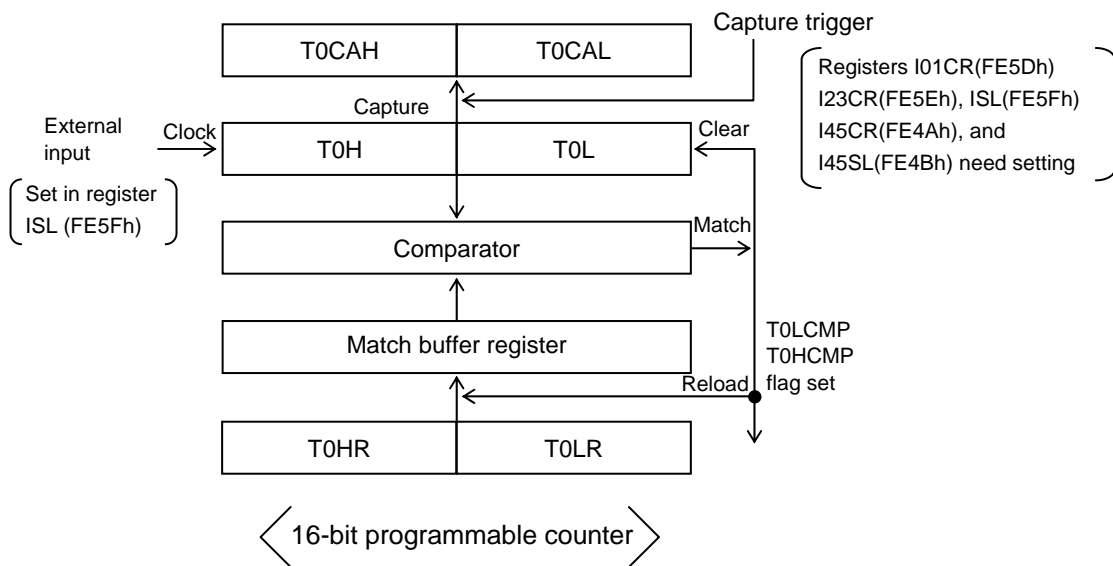 Capture trigger
T0CAH
T0CAL
Registers I01CR(FE5Dh)
I23CR(FE5Eh), ISL(FE5Fh)
I45CR(FE4Ah), and
I45SL(FE4Bh) need setting
Capture
External
input
Clock
T0H
T0L
Clear
Set in register
ISL (FE5Fh)
Comparator
Match
Match buffer register
T0LCMP
T0HCMP
flag set
Reload
T0HR
T0LR
16-bit programmable counter